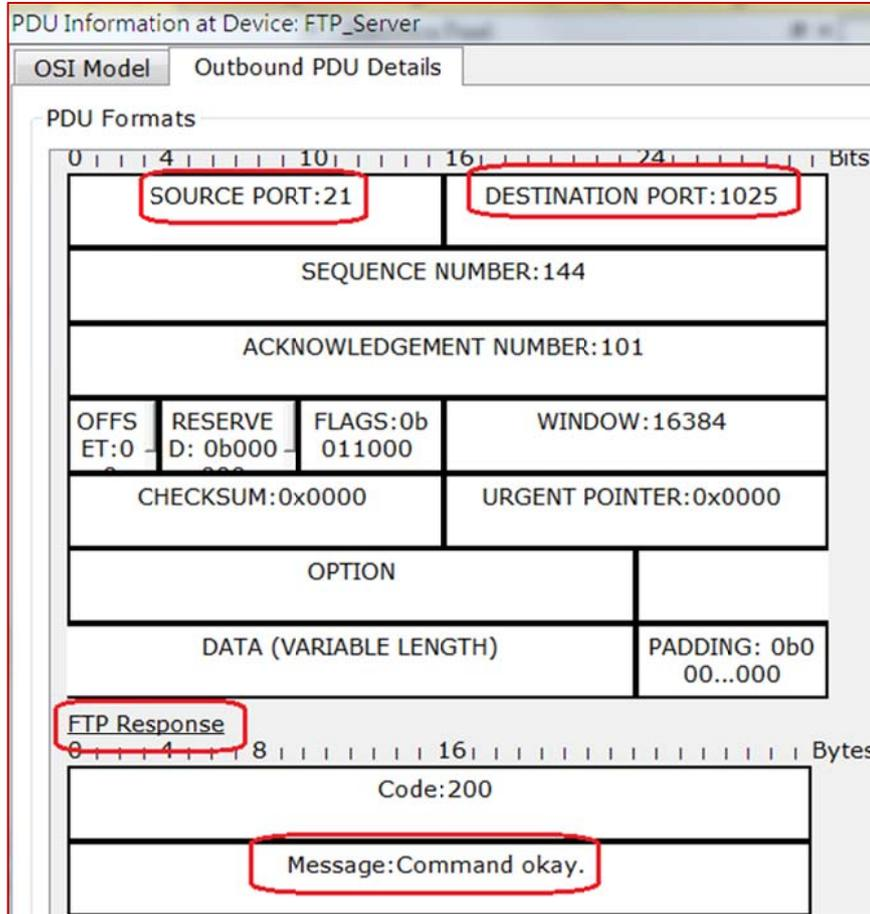 PDU Information at Device: FTP_Server
OSI Model Outbound PDU Details
PDU Formats
0 4 10 16 24 Bits
SOURCE PORT:21 DESTINATION PORT:1025
SEQUENCE NUMBER:144
ACKNOWLEDGEMENT NUMBER:101
OFFS RESERVE FLAGS:0b WINDOW:16384
ET:0 D: 0b000 011000
CHECKSUM:0x0000 URGENT POINTER:0x0000
OPTION
DATA (VARIABLE LENGTH) PADDING: 0b0
00...000
FTP Response
0 4 8 16 Bytes
Code:200
Message:Command okay.